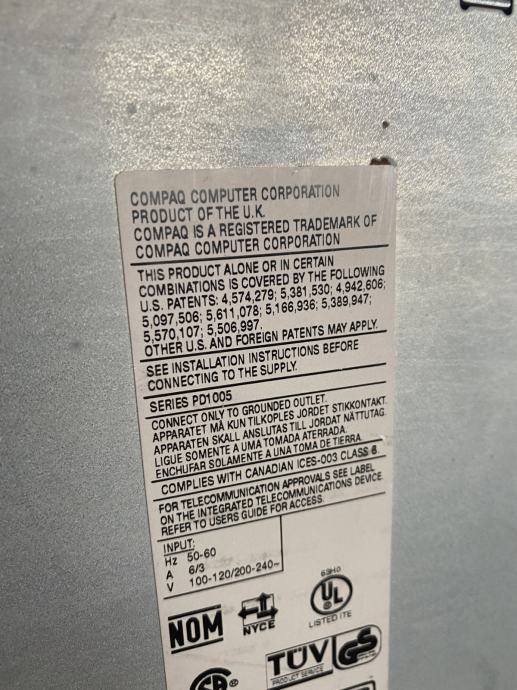 COMPAQ COMPUTER CORPORATION
PRODUCT OF THE U.K.
COMPAQ IS A REGISTERED TRADEMARK OF
COMPAQ COMPUTER CORPORATION
THIS PRODUCT ALONE OR IN CERTAIN
COMBINATIONS IS COVERED BY THE FOLLOWING
U.S. PATENTS: 4,574,279; 5,381,530; 4,942,606;
5,097,506; 5,611,078; 5,166,936; 5,389,947;
5,570,107; 5,506,997.
OTHER U.S. AND FOREIGN PATENTS MAY APPLY.
SEE INSTALLATION INSTRUCTIONS BEFORE
CONNECTING TO THE SUPPLY.
SERIES PD1005
CONNECT ONLY TO GROUNDED OUTLET.
APPARATET MÅ KUN TILKOPLES JORDET STIKKONTAKT.
APPARATEN SKALL ANSLUTAS TILL JORDAT NÄTTUTAG.
LIGUE SOMENTE A UMA TOMADA ATERRADA.
ENCHUFAR SOLAMENTE A UNA TOMA DE TIERRA.
COMPLIES WITH CANADIAN ICES-003 CLASS B.
FOR TELECOMMUNICATION APPROVALS SEE LABEL
ON THE INTEGRATED TELECOMMUNICATIONS DEVICE.
REFER TO USERS GUIDE FOR ACCESS.
INPUT:
Hz 50-60
A 6/3
V 100-120/200-240~
NOM
NYCE
63H0
UL
LISTED ITE
TÜV
PRODUCT SERVICE
GS